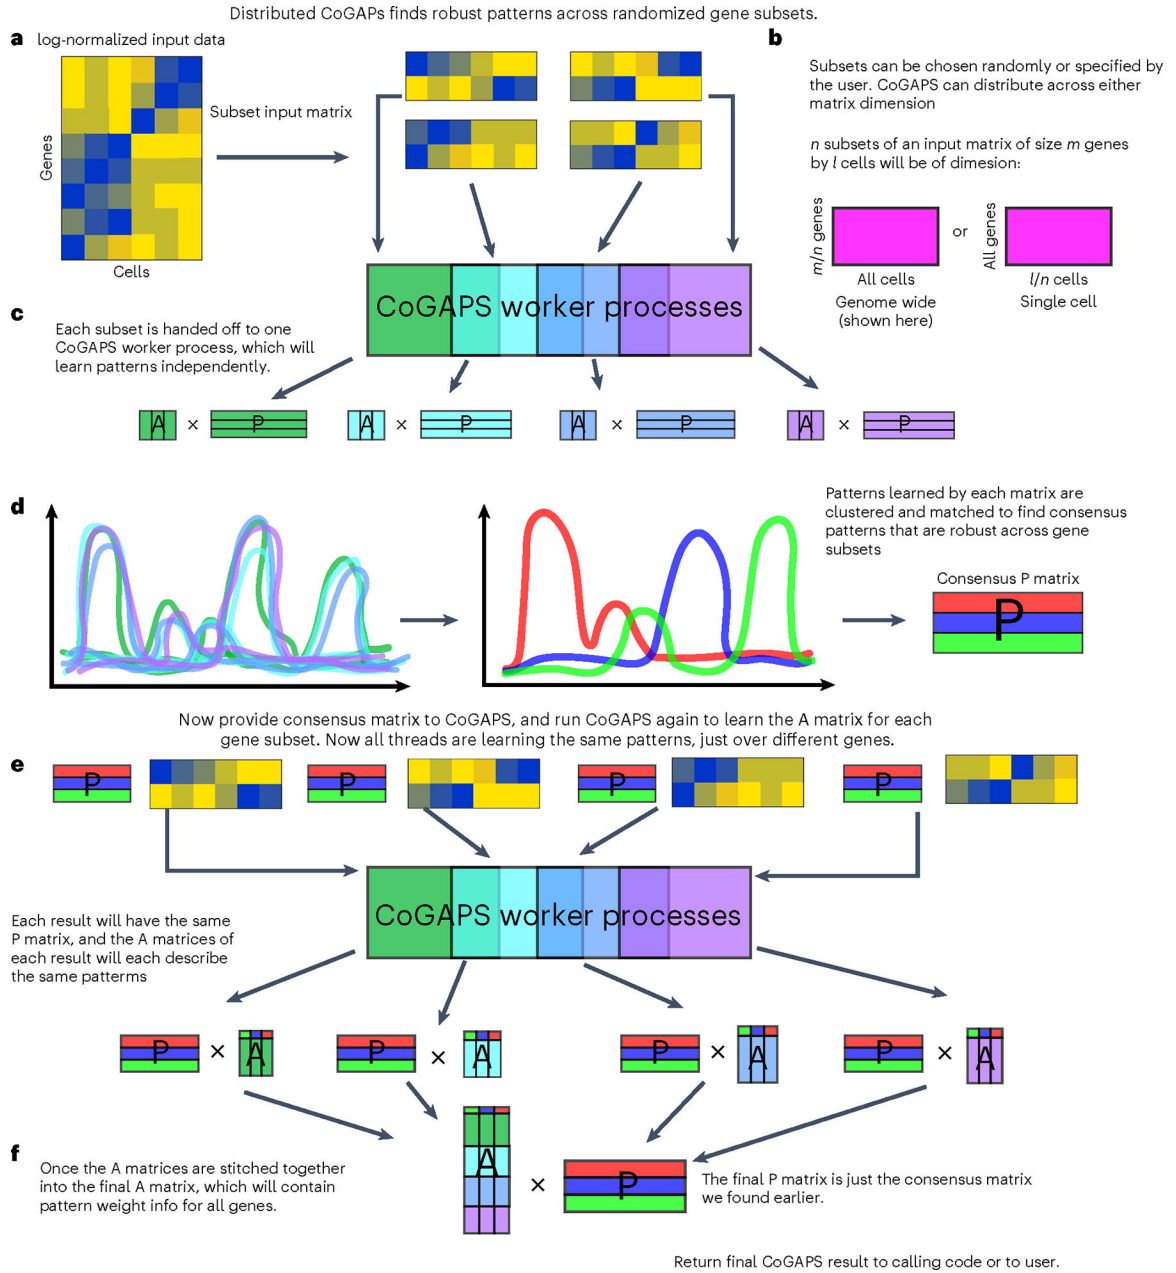 Distributed CoGAPs finds robust patterns across randomized gene subsets.
a
log-normalized input data
Genes
Cells
Subset input matrix
b
Subsets can be chosen randomly or specified by
the user. CoGAPS can distribute across either
matrix dimension
n subsets of an input matrix of size m genes
by l cells will be of dimesion:
m/n genes
All cells
Genome wide
(shown here)
or
All genes
l/n cells
Single cell
CoGAPS worker processes
c
Each subset is handed off to one
CoGAPS worker process, which will
learn patterns independently.
A × P
A × P
A × P
A × P
d
Patterns learned by each matrix are
clustered and matched to find consensus
patterns that are robust across gene
subsets
Consensus P matrix
P
Now provide consensus matrix to CoGAPS, and run CoGAPS again to learn the A matrix for each
gene subset. Now all threads are learning the same patterns, just over different genes.
e
P
P
P
P
CoGAPS worker processes
Each result will have the same
P matrix, and the A matrices of
each result will each describe
the same patterms
P × A
P × A
P × A
P × A
f
Once the A matrices are stitched together
into the final A matrix, which will contain
pattern weight info for all genes.
A × P
The final P matrix is just the consensus matrix
we found earlier.
Return final CoGAPS result to calling code or to user.